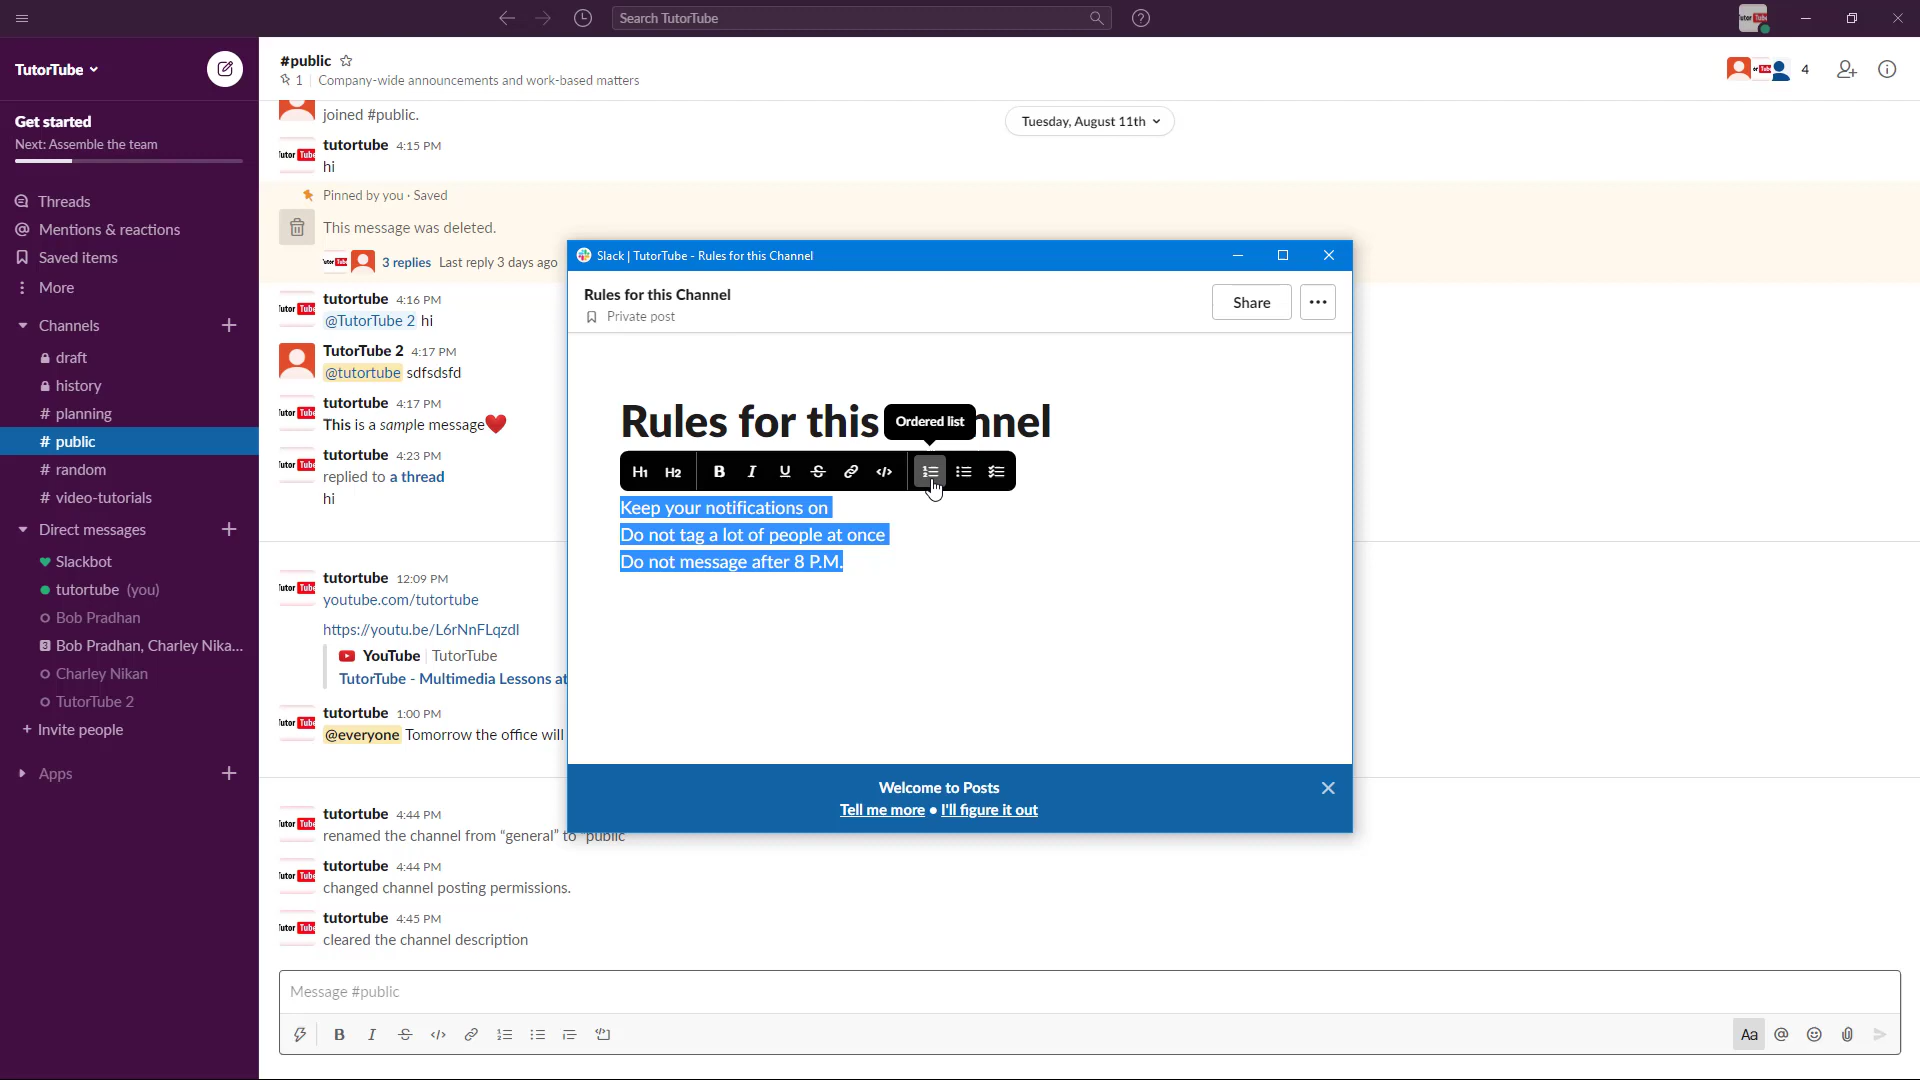 Search TutorTube
TutorTube
Get started
Next: Assemble the team
Threads
Mentions & reactions
Saved items
More
Channels
draft
history
# planning
# public
# random
# video-tutorials
Direct messages
Slackbot
tutortube (you)
Bob Pradhan
3 Bob Pradhan, Charley Nika...
Charley Nikan
TutorTube 2
+ Invite people
Apps
#public
1 | Company-wide announcements and work-based matters
4
joined #public.
Tuesday, August 11th
tutortube 4:15 PM
hi
Pinned by you · Saved
This message was deleted.
3 replies Last reply 3 days ago
tutortube 4:16 PM
@TutorTube 2 hi
TutorTube 2 4:17 PM
@tutortube sdfsdsfd
tutortube 4:17 PM
This is a sample message
tutortube 4:23 PM
replied to a thread
hi
tutortube 12:09 PM
youtube.com/tutortube
https://youtu.be/L6rNnFLqzdI
YouTube | TutorTube
TutorTube - Multimedia Lessons at
tutortube 1:00 PM
@everyone Tomorrow the office will
tutortube 4:44 PM
renamed the channel from “general” to “public
tutortube 4:44 PM
changed channel posting permissions.
tutortube 4:45 PM
cleared the channel description
Message #public
B I S
Aa @
Slack | TutorTube - Rules for this Channel
Rules for this Channel
Private post
Share
Rules for this nnel
Ordered list
H1 H2 B I U S
Keep your notifications on
Do not tag a lot of people at once
Do not message after 8 P.M.
Welcome to Posts
Tell me more • I'll figure it out